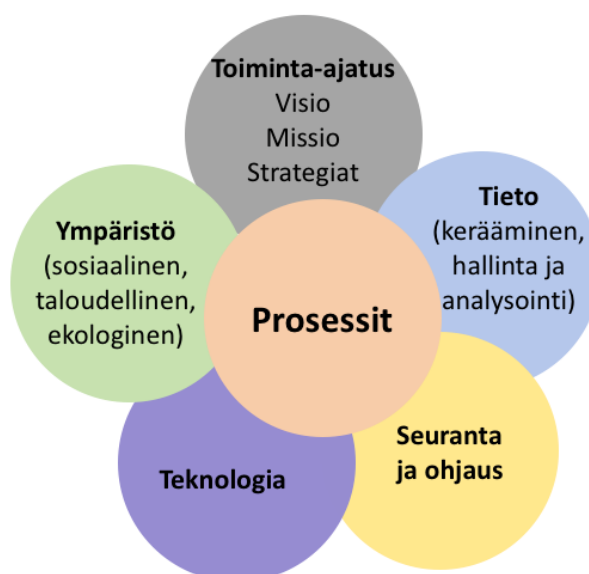 Toiminta-ajatus
Visio
Missio
Strategiat
Ympäristö
(sosiaalinen,
taloudellinen,
ekologinen)
Tieto
(kerääminen,
hallinta ja
analysointi)
Prosessit
Teknologia
Seuranta
ja ohjaus